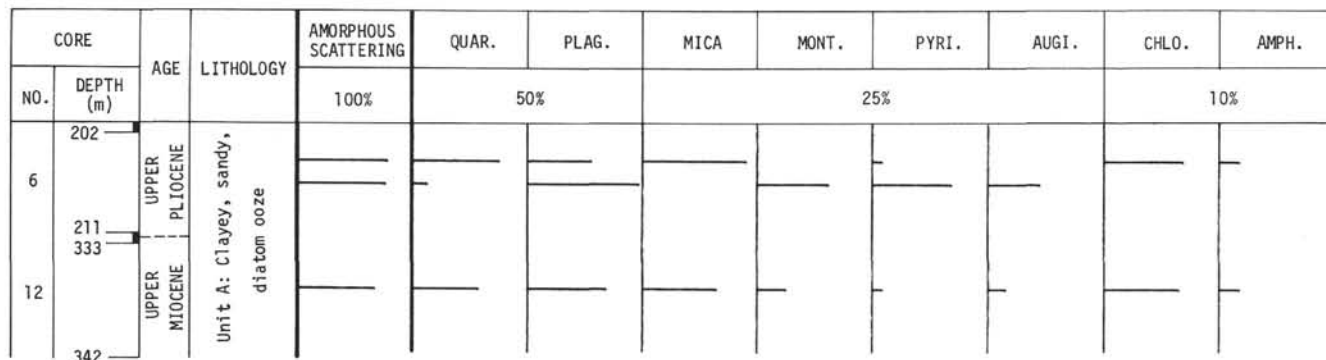 CORE
AGE
LITHOLOGY
AMORPHOUS
SCATTERING
QUAR.
PLAG.
MICA
MONT.
PYRI.
AUGI.
CHLO.
AMPH.
NO.
DEPTH
(m)
100%
50%
25%
10%
202
6
211
333
12
342
UPPER
PLIOCENE
UPPER
MIOCENE
Unit A: Clayey, sandy,
diatom ooze